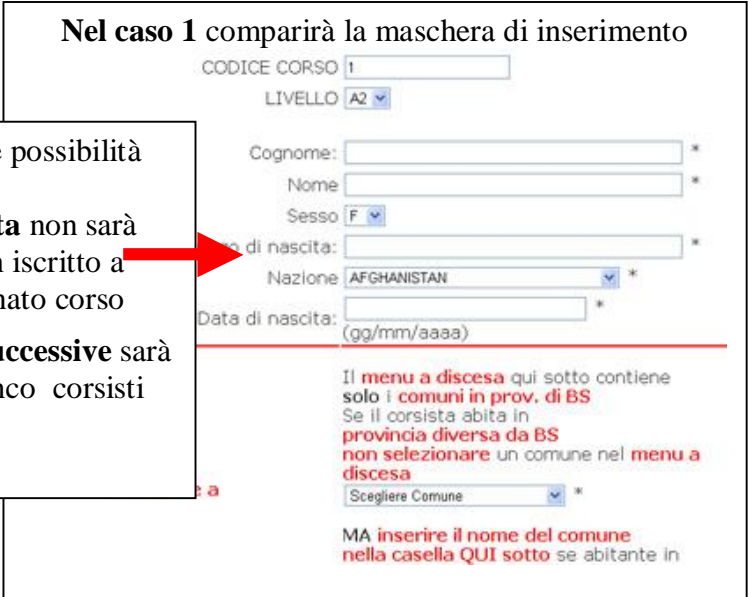 Nel caso 1 comparirà la maschera di inserimento
CODICE CORSO 1
LIVELLO A2
possibilità
Cognome: *
Nome *
Sesso F
ta non sarà
iscritto a
nato corso
di nascita: *
Nazione AFGHANISTAN *
Data di nascita: *
(gg/mm/aaaa)
uccessive sarà
nco corsisti
Il menu a discesa qui sotto contiene
solo i comuni in prov. di BS
Se il corsista abita in
provincia diversa da BS
non selezionare un comune nel menu a
discesa
e a
Scegliere Comune *
MA inserire il nome del comune
nella casella QUI sotto se abitante in